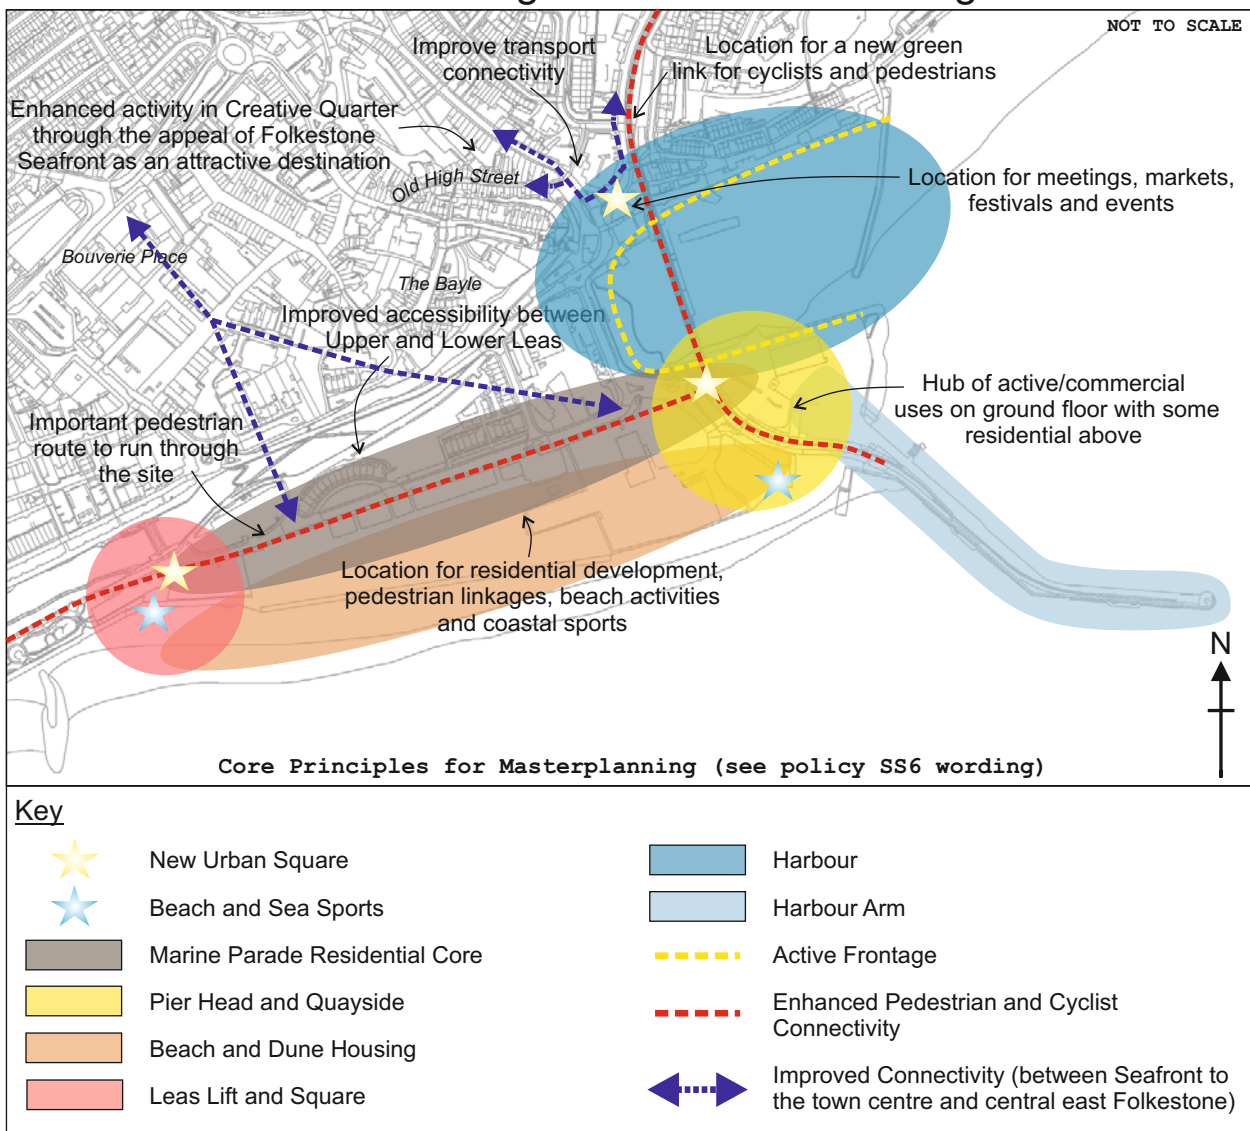 NOT TO SCALE
Improve transport
connectivity
Location for a new green
link for cyclists and pedestrians
Enhanced activity in Creative Quarter
through the appeal of Folkestone
Seafront as an attractive destination
Old High Street
Location for meetings, markets,
festivals and events
Bouverie Place
The Bayle
Improved accessibility between
Upper and Lower Leas
Hub of active/commercial
uses on ground floor with some
residential above
Important pedestrian
route to run through
the site
Location for residential development,
pedestrian linkages, beach activities
and coastal sports
N
Core Principles for Masterplanning (see policy SS6 wording)
Key
New Urban Square
Beach and Sea Sports
Marine Parade Residential Core
Pier Head and Quayside
Beach and Dune Housing
Leas Lift and Square
Harbour
Harbour Arm
Active Frontage
Enhanced Pedestrian and Cyclist
Connectivity
Improved Connectivity (between Seafront to
the town centre and central east Folkestone)